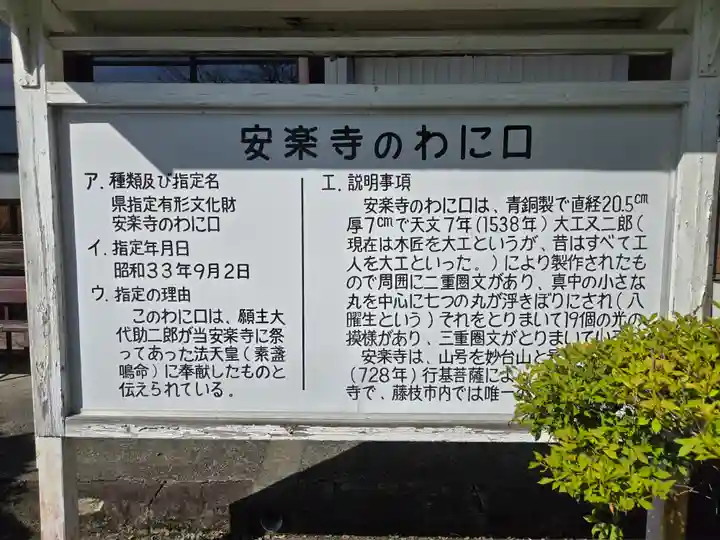 安楽寺のわに口
ア. 種類及び指定名
県指定有形文化財
安楽寺のわに口
イ. 指定年月日
昭和33年9月2日
ウ. 指定の理由
このわに口は、願主大
代助二郎が当安楽寺に祭
ってあった法天皇(素盞
鳴命)に奉献したものと
伝えられている。
エ. 説明事項
安楽寺のわに口は、青銅製で直経20.5cm
厚7cmで天文7年(1538年)大工又二郎(
現在は木匠を大工というが、昔はすべて工
人を大工といった。)により製作されたも
ので周囲に二重圏文があり、真中の小さな
丸を中心に七つの丸が浮きぼりにされ(八
曜生という)それをとりまいて19個の光の
模様があり、三重圏文がとりまいてい
安楽寺は、山号を妙台山と
(728年)行基菩薩によ
寺で、藤枝市内では唯一